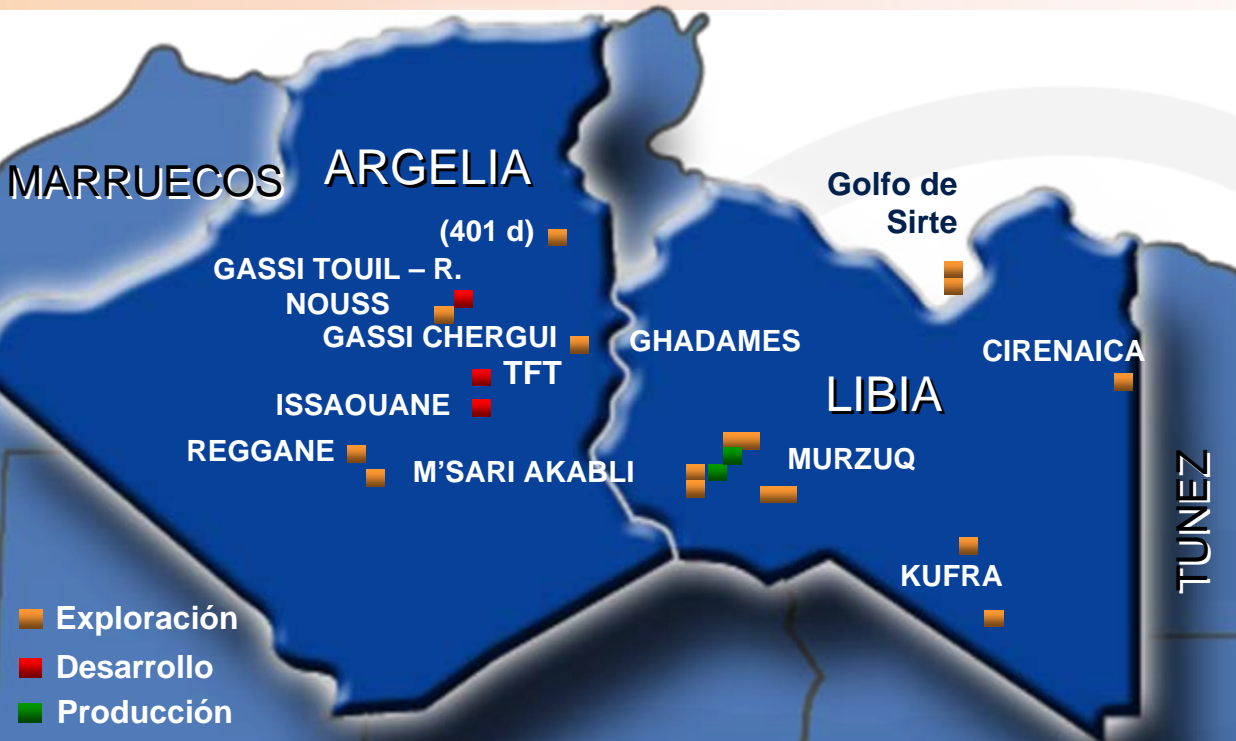 MARRUECOS
ARGELIA
Golfo de
Sirte
(401 d)
GASSI TOUIL – R.
NOUSS
GASSI CHERGUI
GHADAMES
CIRENAICA
TFT
LIBIA
ISSAOUANE
REGGANE
M’SARI AKABLI
MURZUQ
TUNEZ
KUFRA
Exploración
Desarrollo
Producción